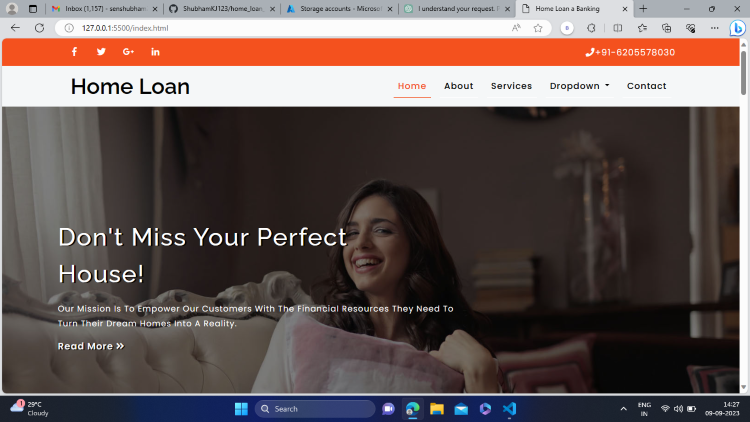 Inbox (1,157) - senshubham
ShubhamKJ123/home_loan
Storage accounts - Microsof
I understand your request. I
Home Loan a Banking
127.0.0.1:5500/index.html
+91-6205578030
Home Loan
Home About Services Dropdown Contact
Don't Miss Your Perfect
House!
Our Mission Is To Empower Our Customers With The Financial Resources They Need To
Turn Their Dream Homes Into A Reality.
Read More »
1
29°C
Cloudy
Search
ENG
IN
14:27
09-09-2023